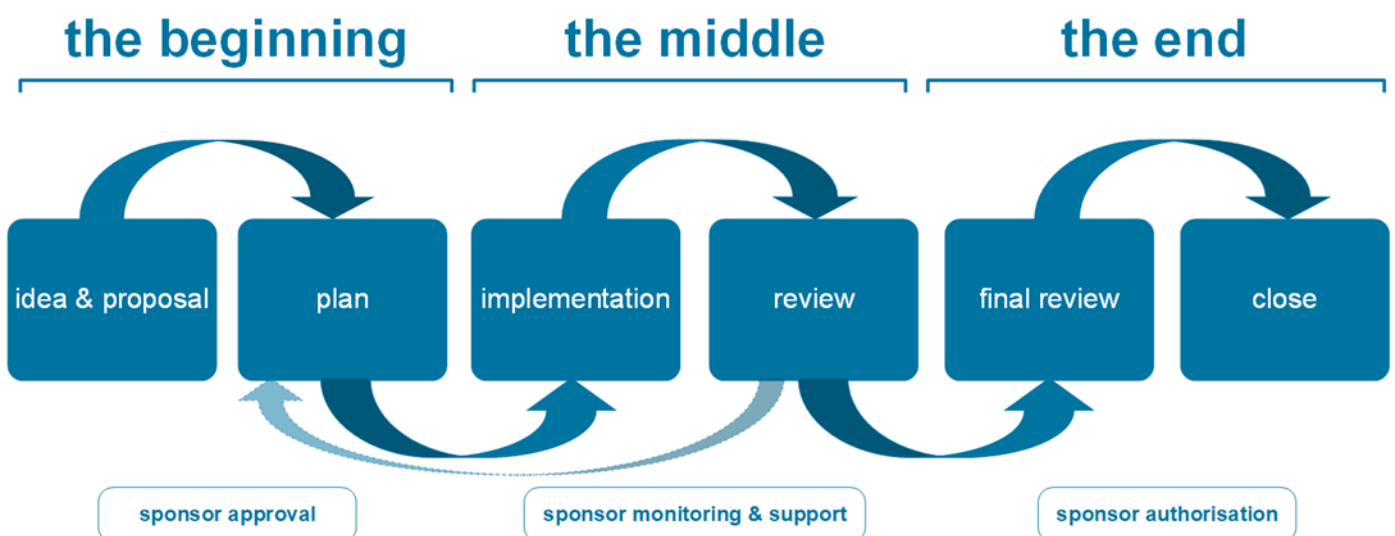 the beginning
the middle
the end
idea & proposal
plan
implementation
review
final review
close
sponsor approval
sponsor monitoring & support
sponsor authorisation